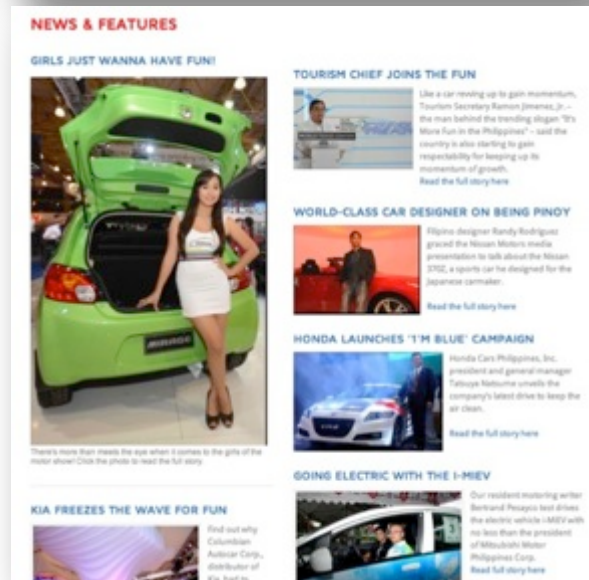 NEWS & FEATURES
GIRLS JUST WANNA HAVE FUN!
MIRAGE
There's more than meets the eye when it comes to the girls of the
motor show! Click the photo to read the full story.
KIA FREEZES THE WAVE FOR FUN
Find out why
Columbian
Autocar Corp.,
distributor of
Kia, had to
TOURISM CHIEF JOINS THE FUN
Like a car revving up to gain momentum,
Tourism Secretary Ramon Jimenez, Jr. –
the man behind the trending slogan "It's
More Fun in the Philippines" – said the
country is also starting to gain
respectability for keeping up its
momentum of growth.
Read the full story here
WORLD-CLASS CAR DESIGNER ON BEING PINOY
Filipino designer Randy Rodriguez
graced the Nissan Motors media
presentation to talk about the Nissan
370Z, a sports car he designed for the
Japanese carmaker.
Read the full story here
HONDA LAUNCHES 'I'M BLUE' CAMPAIGN
Honda Cars Philippines, Inc.
president and general manager
Tatsuya Natsume unveils the
company's latest drive to keep the
air clean.
Read the full story here
GOING ELECTRIC WITH THE I-MIEV
Our resident motoring writer
Bertrand Pesayco test drives
the electric vehicle i-MiEV with
no less than the president
of Mitsubishi Motor
Philippines Corp.
Read full story here